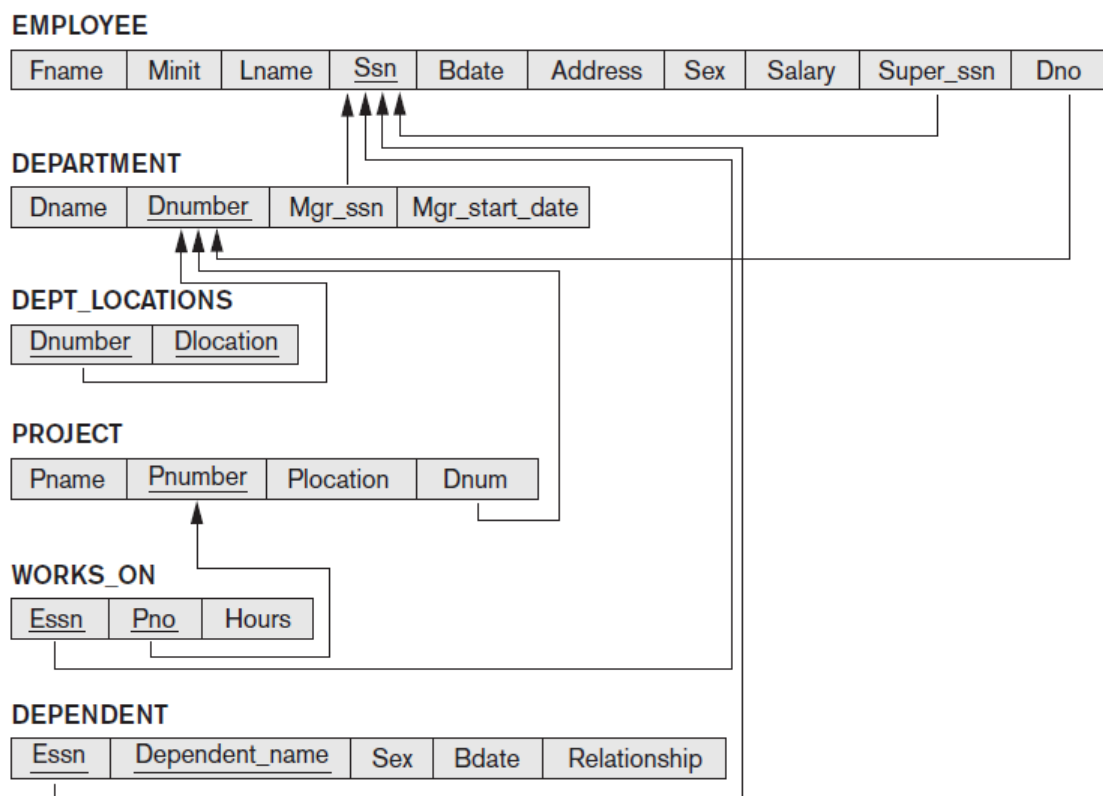 EMPLOYEE
Fname Minit Lname Ssn Bdate Address Sex Salary Super_ssn Dno
DEPARTMENT
Dname Dnumber Mgr_ssn Mgr_start_date
DEPT_LOCATIONS
Dnumber Dlocation
PROJECT
Pname Pnumber Plocation Dnum
WORKS_ON
Essn Pno Hours
DEPENDENT
Essn Dependent_name Sex Bdate Relationship